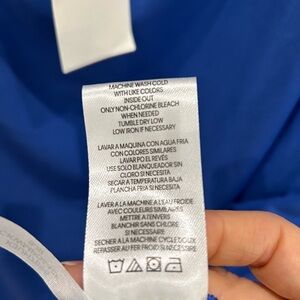 MACHINE WASH COLD
WITH LIKE COLORS
INSIDE OUT
ONLY NON-CHLORINE BLEACH
WHEN NEEDED
TUMBLE DRY LOW
LOW IRON IF NECESSARY
LAVAR A MAQUINA CON AGUA FRIA
CON COLORES SIMILARES
LAVAR PO EL REVÉS
USE SOLO BLANQUEADOR SIN
CLORO SI NECESITA
SECAR A TEMPERATURA BAJA
PLANCHA FRIA SI NECESITA
LAVER A LA MACHINE A L'EAU FROIDE
AVEC COULEURS SIMILAIRES
METTRE A L'ENVERS
BLANCHIR SANS CHLORE
SI NECESSAIRE
SECHER A LA MACHINE CYCLE DOUX
REPASSER AU FER FROID SI NECESSAIRE